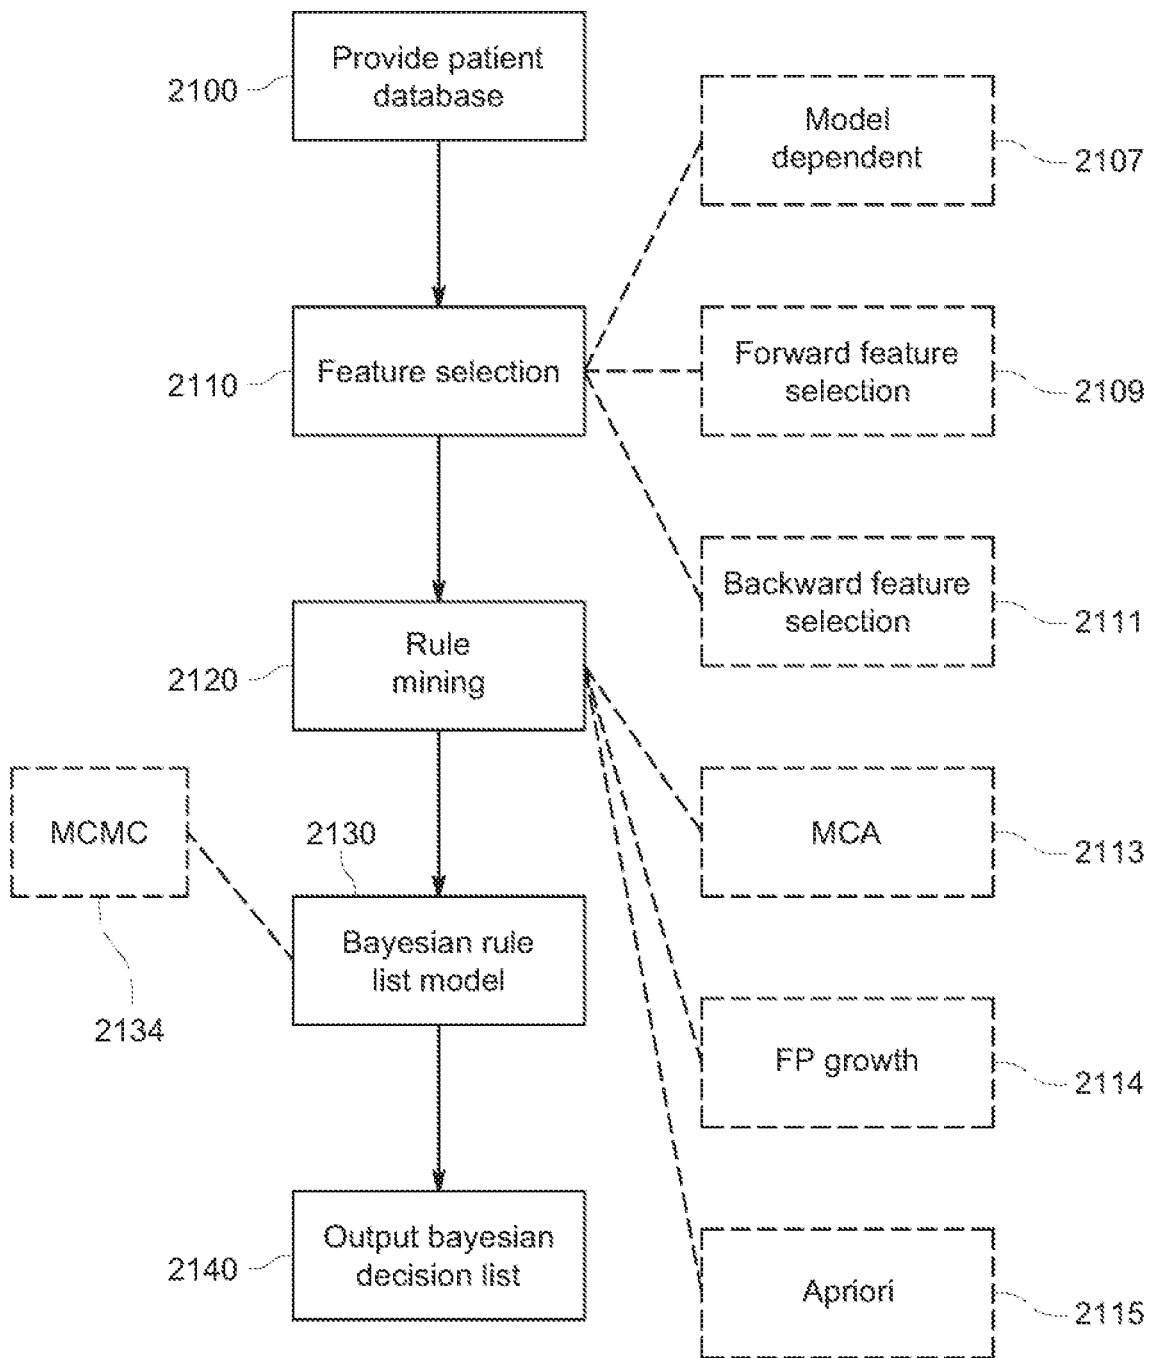 Provide patient
database
2100
Model
dependent
2107
Feature selection
2110
Forward feature
selection
2109
Backward feature
selection
2111
Rule
mining
2120
MCMC
2134
2130
Bayesian rule
list model
MCA
2113
FP growth
2114
Output bayesian
decision list
2140
Apriori
2115